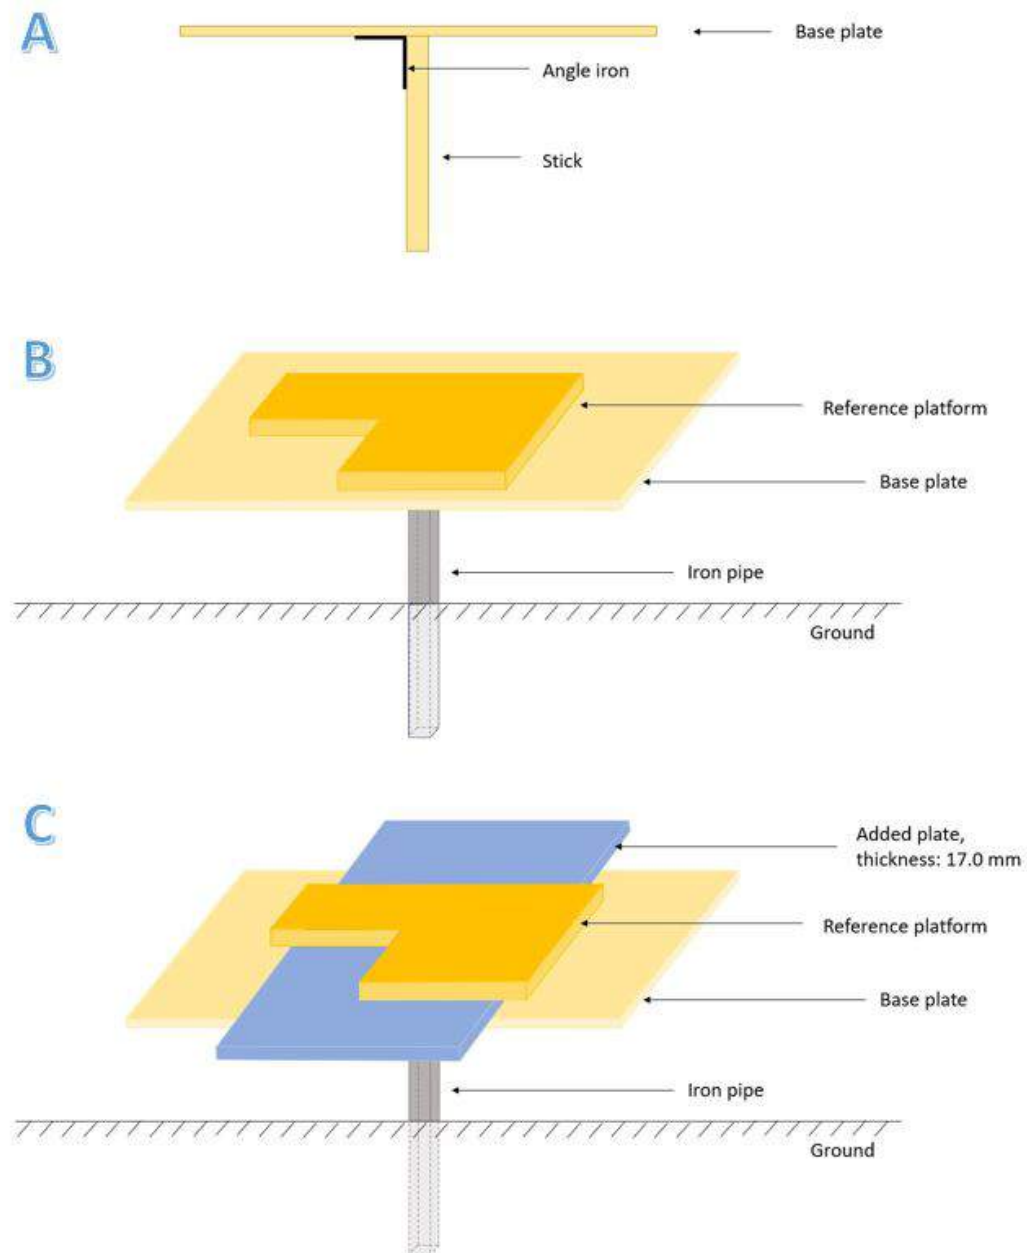 A
Base plate
Angle iron
Stick
B
Reference platform
Base plate
Iron pipe
Ground
C
Added plate,
thickness: 17.0 mm
Reference platform
Base plate
Iron pipe
Ground